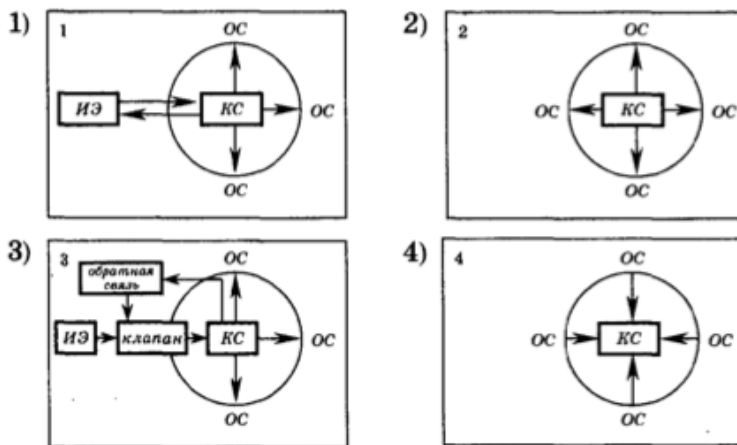 1)
1
ОС
ИЭ
КС
ОС
ОС
2)
2
ОС
ОС
КС
ОС
ОС
3)
3
обратная
связь
ОС
ИЭ
клапан
КС
ОС
ОС
4)
4
ОС
ОС
КС
ОС
ОС